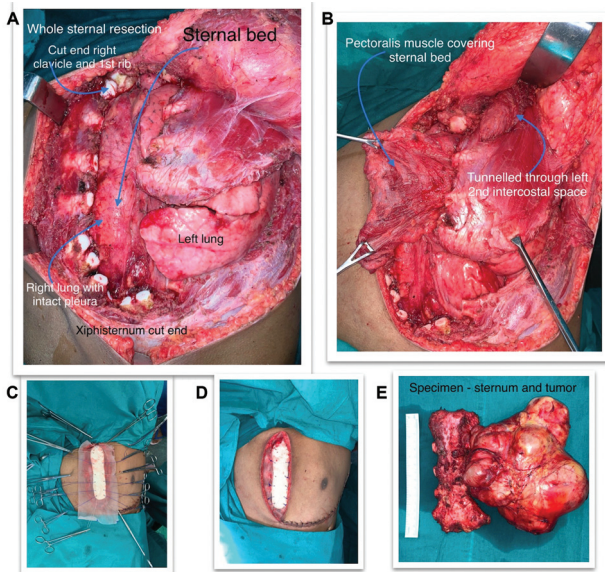 A
Whole sternal resection
Sternal bed
Cut end right
clavicle and 1st rib
Left lung
Right lung with
intact pleura
Xiphisternum cut end
B
Pectoralis muscle covering
sternal bed
Tunnelled through left
2nd intercostal space
C
D
E
Specimen - sternum and tumor